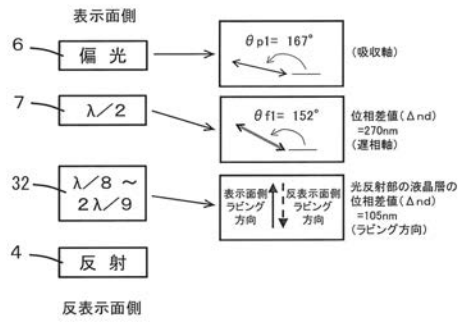 表示面側
6
偏 光
θp1= 167°
(吸収軸)
7
λ/2
θf1= 152°
位相差値(Δnd)
=270nm
(遅相軸)
32
λ/8 ～
2λ/9
表示面側
ラビング
方向
反表示面側
ラビング
方向
光反射部の液晶層の
位相差値(Δnd)
=105nm
(ラビング方向)
4
反 射
反表示面側